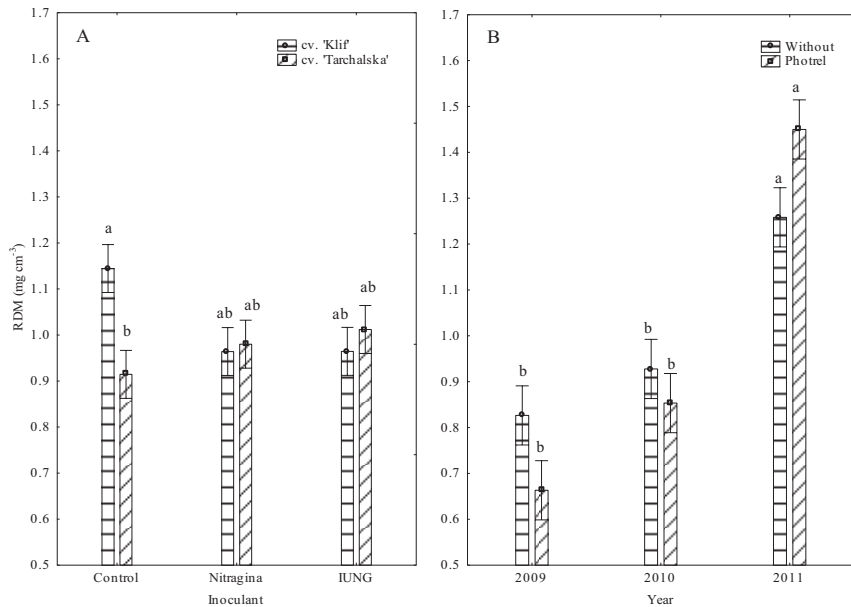 A
cv. 'Klif'
cv. 'Tarchalska'
B
Without
Photrel
RDM (mg cm⁻³)
1.7
1.6
1.5
1.4
1.3
1.2
1.1
1.0
0.9
0.8
0.7
0.6
0.5
a
b
ab
ab
ab
ab
Control
Nitragina
IUNG
Inoculant
1.7
1.6
1.5
1.4
1.3
1.2
1.1
1.0
0.9
0.8
0.7
0.6
0.5
b
b
b
b
a
a
2009
2010
2011
Year